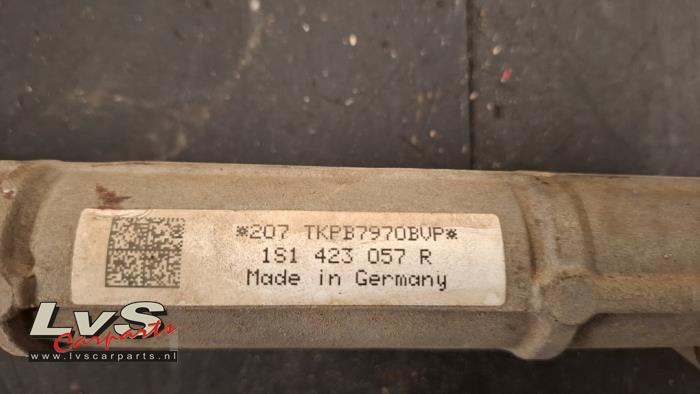 *207 TKPB7970BVP*
1S1 423 057 R
Made in Germany
LvS
Carparts
www.lvscarparts.nl